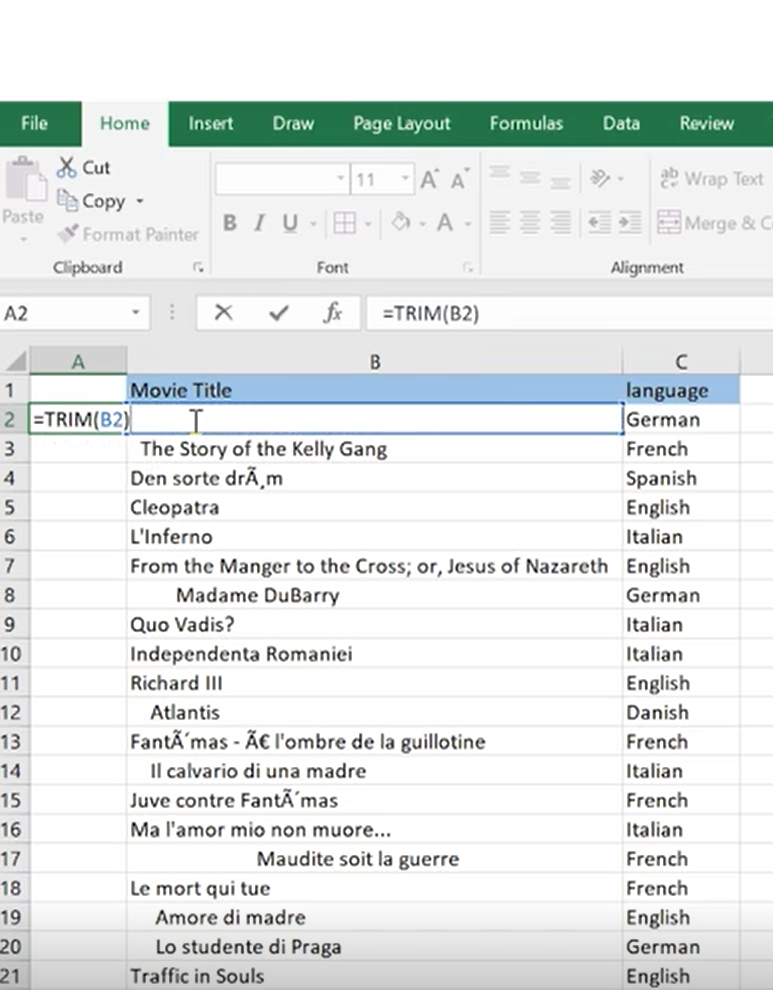 File Home Insert Draw Page Layout Formulas Data Review
Cut
Copy
Paste
Format Painter
11 A A
B I U A
ab Wrap Text
Merge & C
Clipboard Font Alignment
A2 fx =TRIM(B2)
A B C
1 Movie Title language
2 =TRIM(B2) German
3 The Story of the Kelly Gang French
4 Den sorte drÃ¸m Spanish
5 Cleopatra English
6 L'Inferno Italian
7 From the Manger to the Cross; or, Jesus of Nazareth English
8 Madame DuBarry German
9 Quo Vadis? Italian
10 Independenta Romaniei Italian
11 Richard III English
12 Atlantis Danish
13 FantÃ´mas - Ã€ l'ombre de la guillotine French
14 Il calvario di una madre Italian
15 Juve contre FantÃ´mas French
16 Ma l'amor mio non muore... Italian
17 Maudite soit la guerre French
18 Le mort qui tue French
19 Amore di madre English
20 Lo studente di Praga German
21 Traffic in Souls English